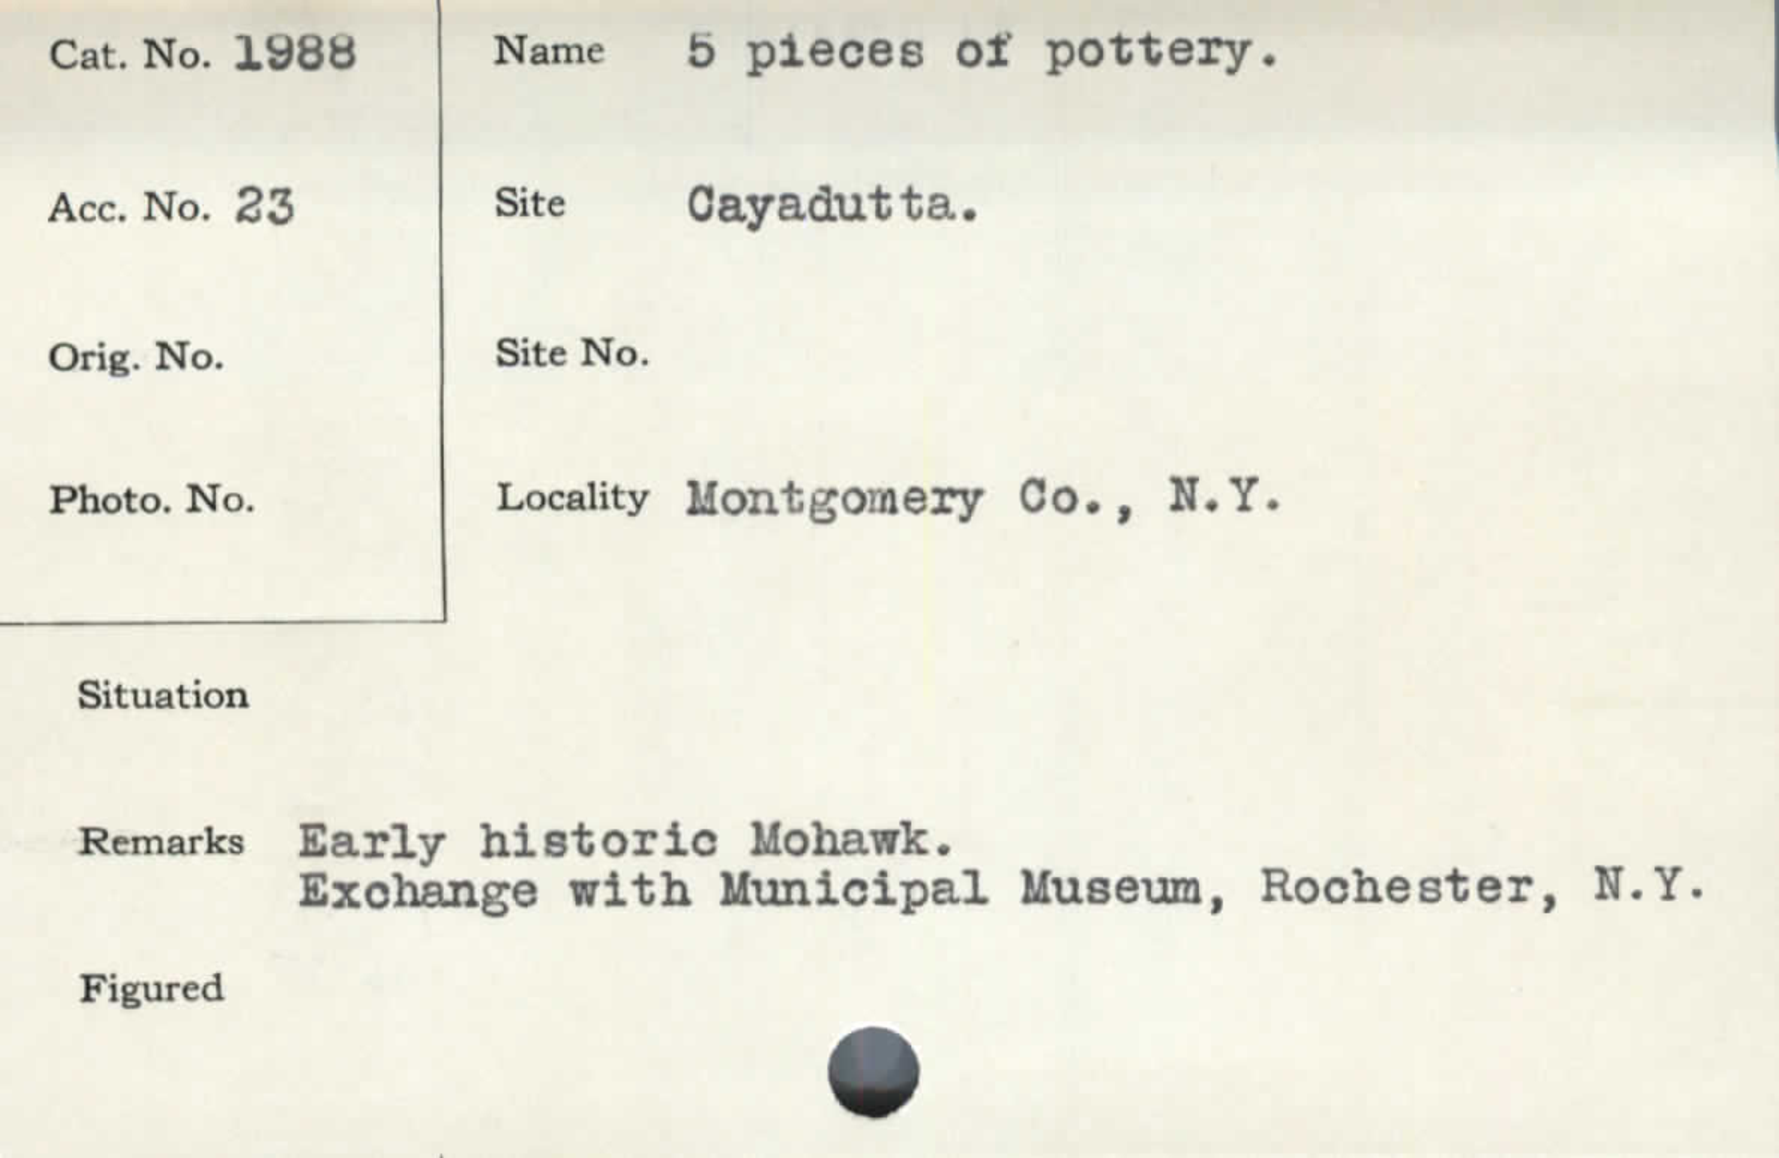 Cat. No. 1988
Name 5 pieces of pottery.
Acc. No. 23
Site Cayadutta.
Orig. No.
Site No.
Photo. No.
Locality Montgomery Co., N.Y.
Situation
Remarks Early historic Mohawk.
Exchange with Municipal Museum, Rochester, N.Y.
Figured